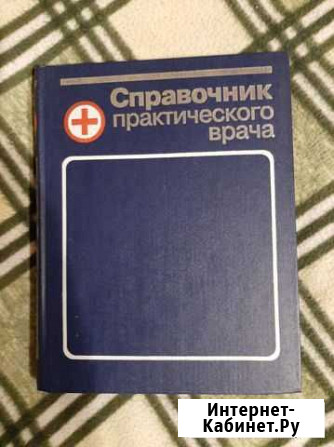 Справочник
практического
врача
Интернет-
Кабинет.Ру